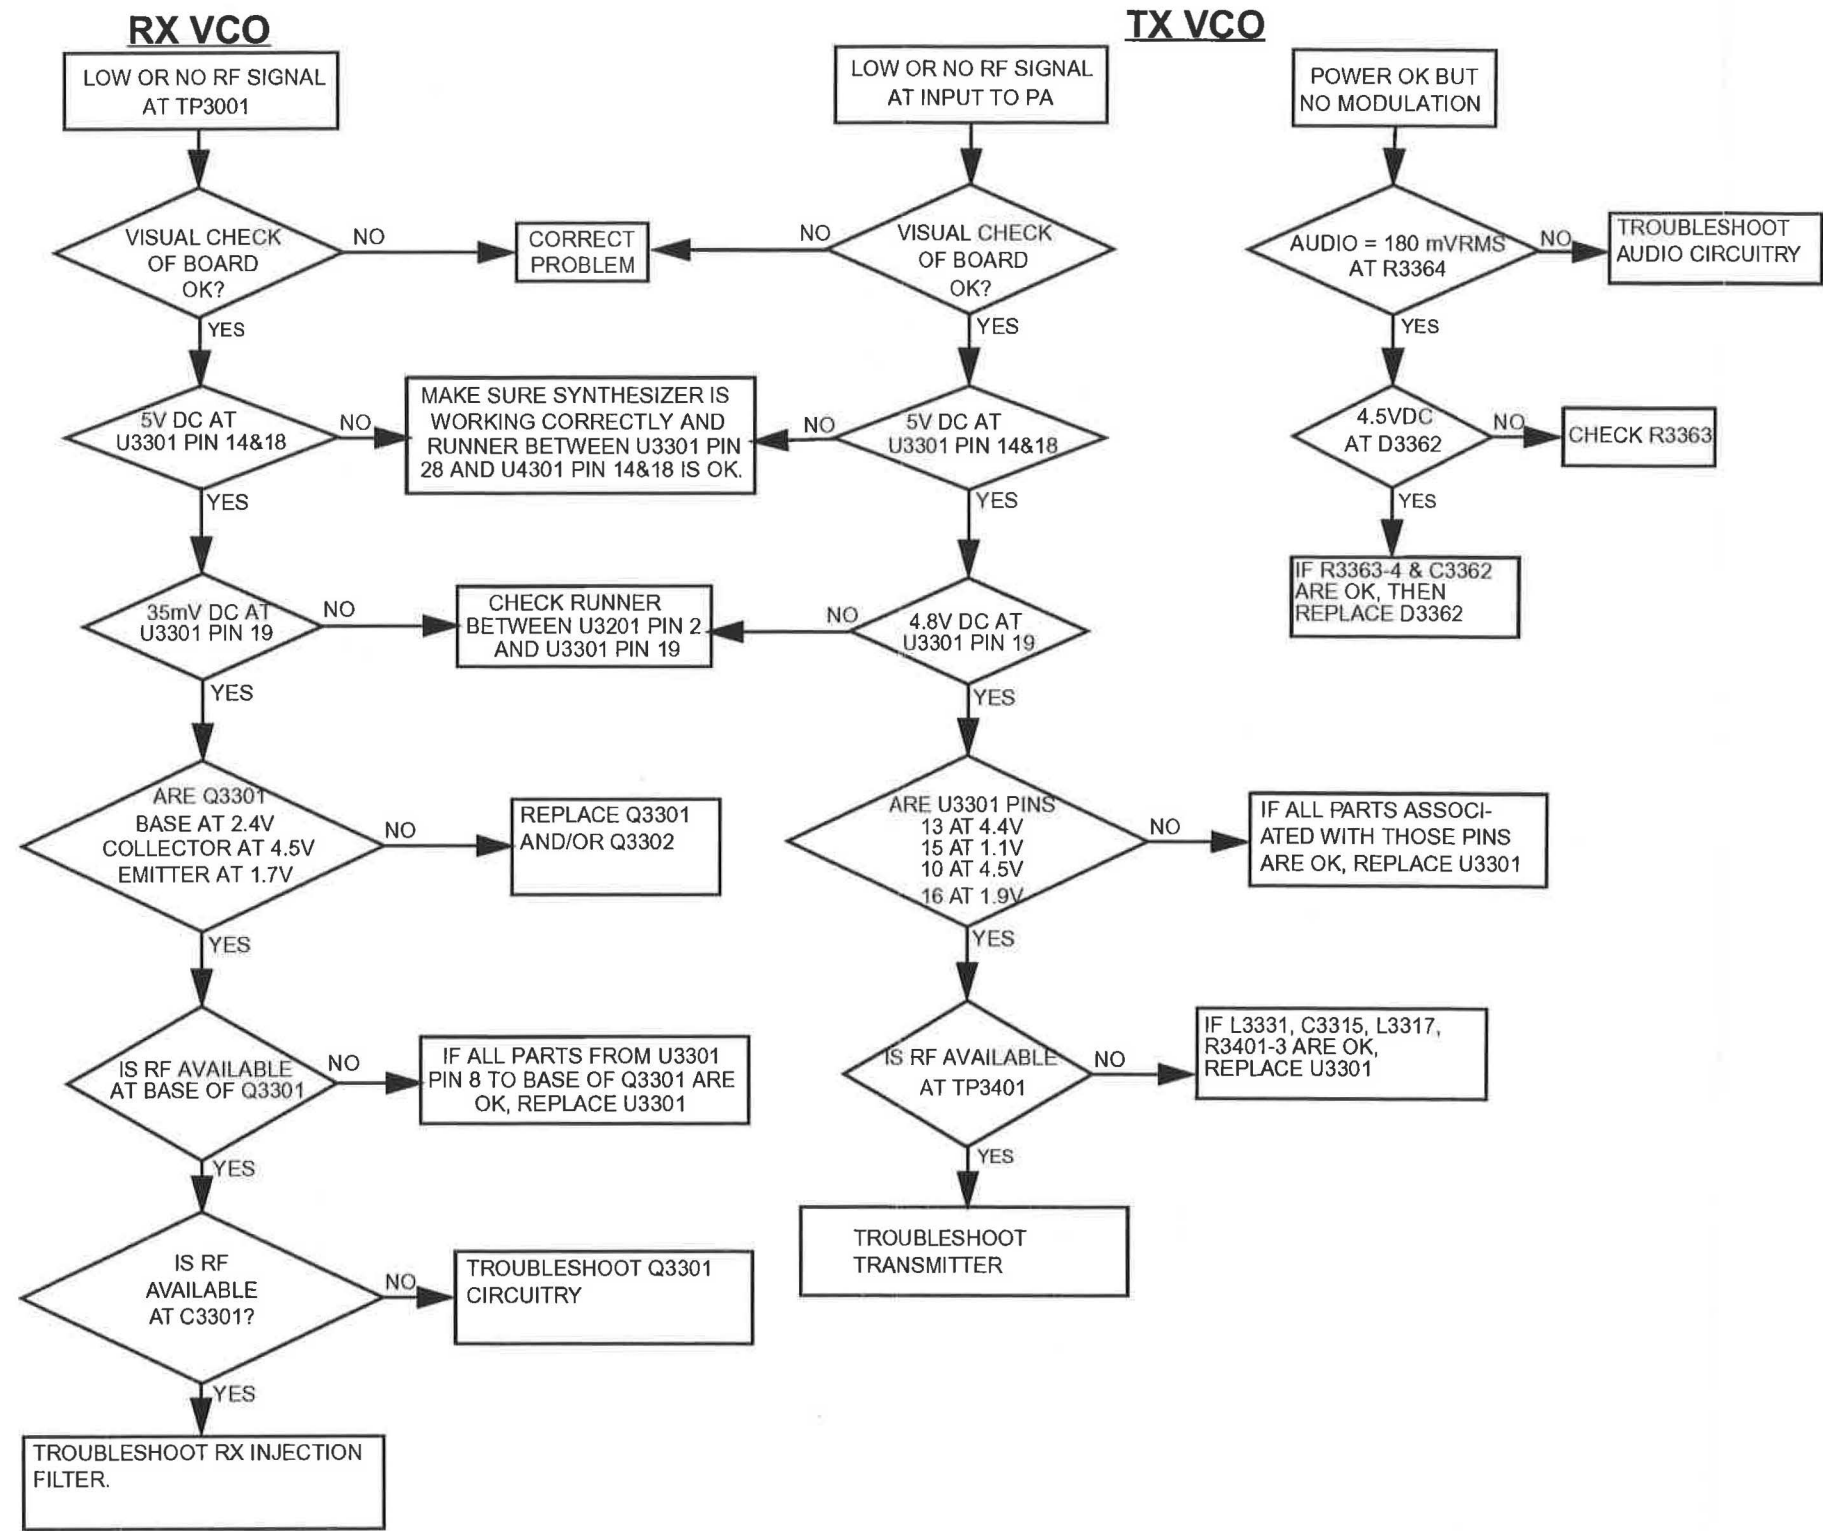 RX VCO
LOW OR NO RF SIGNAL
AT TP3001
VISUAL CHECK
OF BOARD
OK?
NO
CORRECT
PROBLEM
YES
5V DC AT
U3301 PIN 14&18
NO
MAKE SURE SYNTHESIZER IS
WORKING CORRECTLY AND
RUNNER BETWEEN U3301 PIN
28 AND U4301 PIN 14&18 IS OK.
YES
35mV DC AT
U3301 PIN 19
NO
CHECK RUNNER
BETWEEN U3201 PIN 2
AND U3301 PIN 19
YES
ARE Q3301
BASE AT 2.4V
COLLECTOR AT 4.5V
EMITTER AT 1.7V
NO
REPLACE Q3301
AND/OR Q3302
YES
IS RF AVAILABLE
AT BASE OF Q3301
NO
IF ALL PARTS FROM U3301
PIN 8 TO BASE OF Q3301 ARE
OK, REPLACE U3301
YES
IS RF
AVAILABLE
AT C3301?
NO
TROUBLESHOOT Q3301
CIRCUITRY
YES
TROUBLESHOOT RX INJECTION
FILTER.
TX VCO
LOW OR NO RF SIGNAL
AT INPUT TO PA
NO
VISUAL CHECK
OF BOARD
OK?
YES
NO
5V DC AT
U3301 PIN 14&18
YES
NO
4.8V DC AT
U3301 PIN 19
YES
ARE U3301 PINS
13 AT 4.4V
15 AT 1.1V
10 AT 4.5V
16 AT 1.9V
NO
IF ALL PARTS ASSOCI-
ATED WITH THOSE PINS
ARE OK, REPLACE U3301
YES
IS RF AVAILABLE
AT TP3401
NO
IF L3331, C3315, L3317,
R3401-3 ARE OK,
REPLACE U3301
YES
TROUBLESHOOT
TRANSMITTER
POWER OK BUT
NO MODULATION
AUDIO = 180 mVRMS
AT R3364
NO
TROUBLESHOOT
AUDIO CIRCUITRY
YES
4.5VDC
AT D3362
NO
CHECK R3363
YES
IF R3363-4 & C3362
ARE OK, THEN
REPLACE D3362